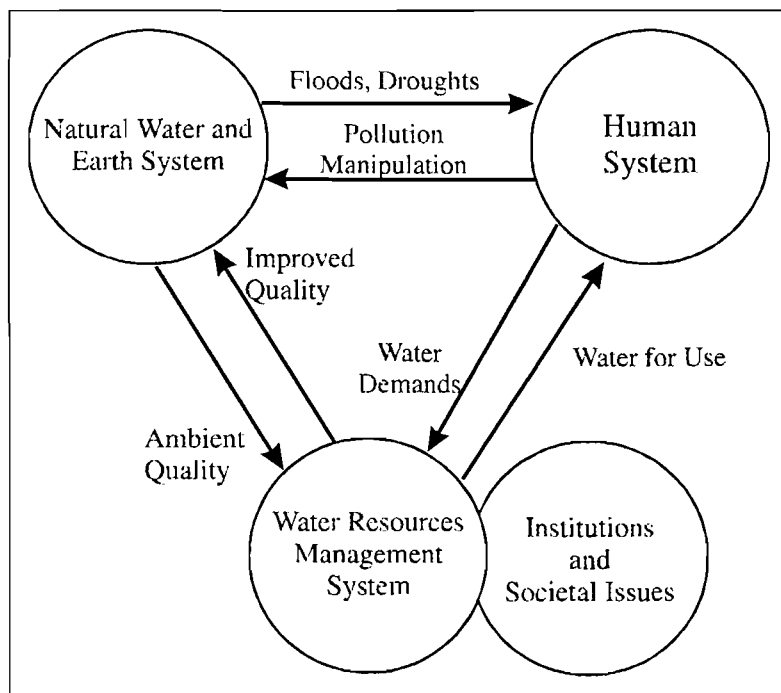 Floods, Droughts
Natural Water and
Earth System
Human
System
Pollution
Manipulation
Improved
Quality
Water
Demands
Water for Use
Ambient
Quality
Water Resources
Management
System
Institutions
and
Societal Issues